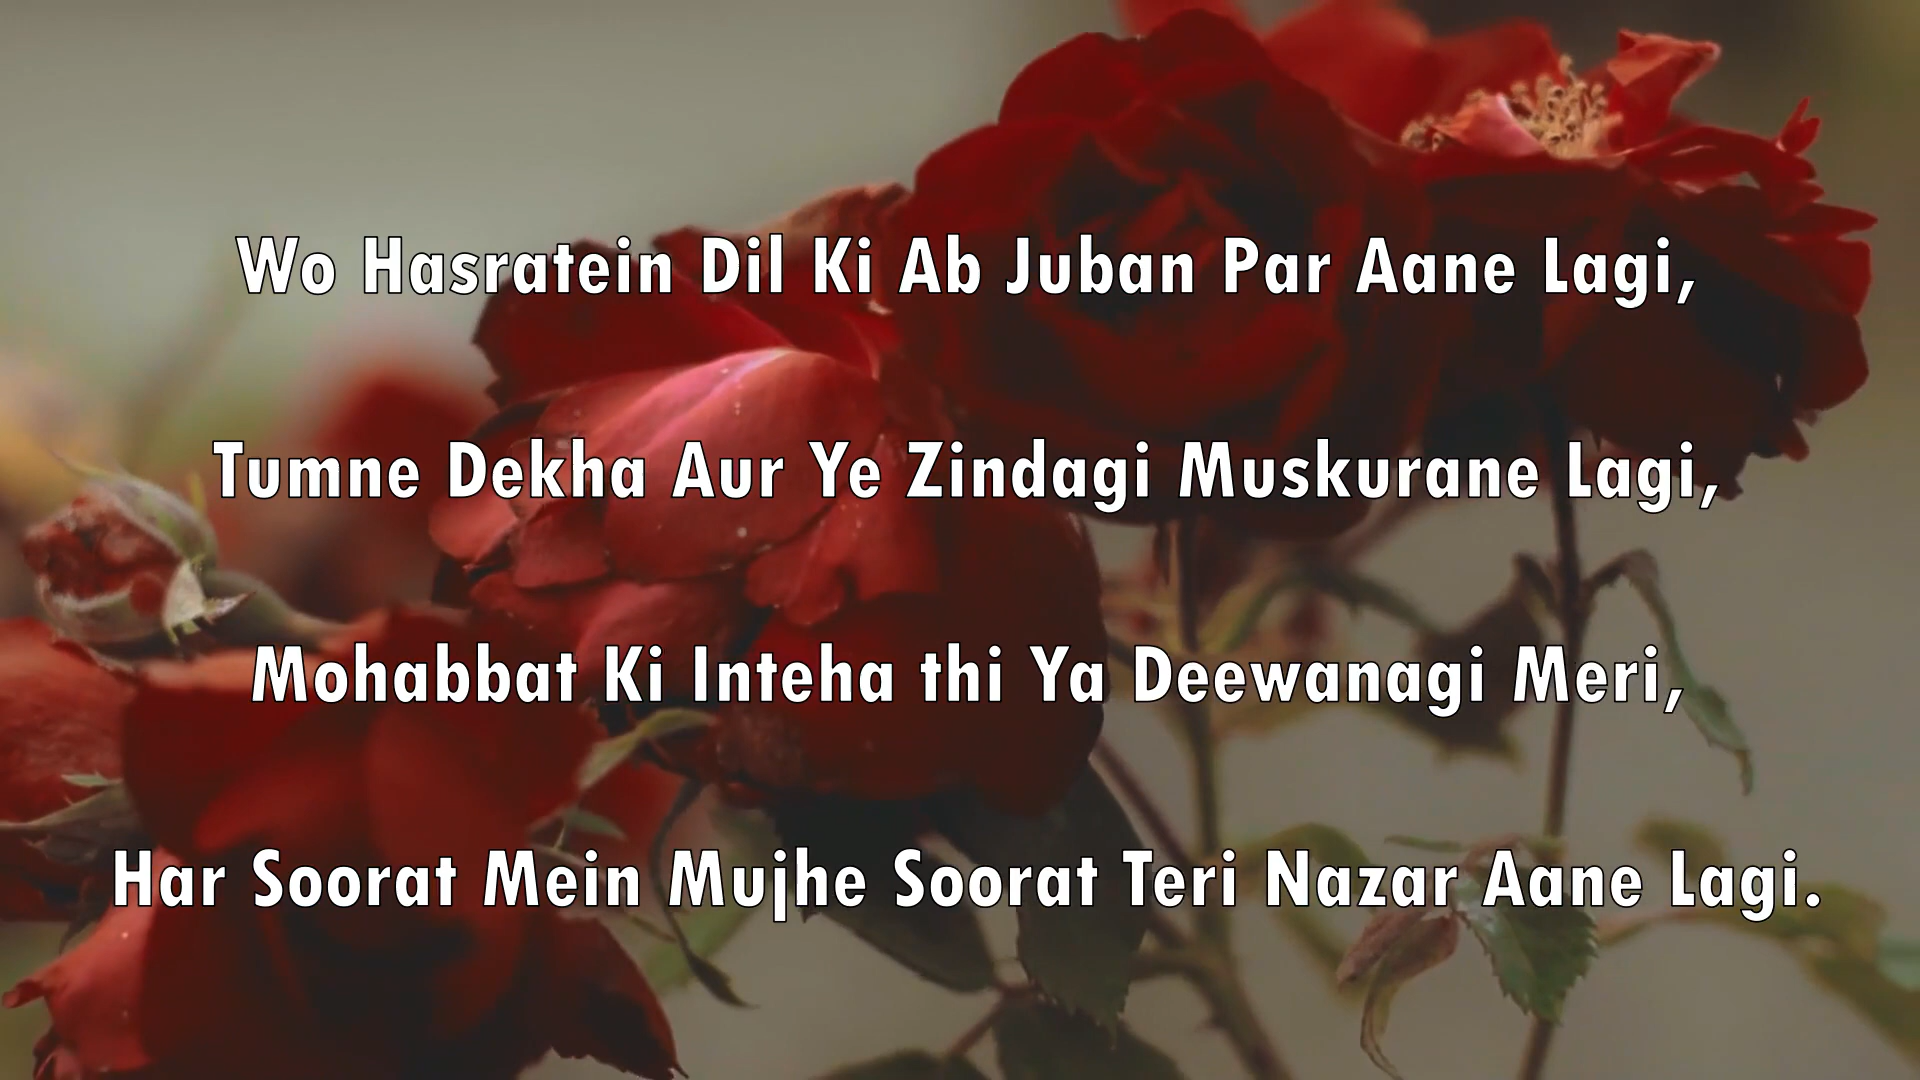 Wo Hasratein Dil Ki Ab Juban Par Aane Lagi,
Tumne Dekha Aur Ye Zindagi Muskurane Lagi,
Mohabbat Ki Inteha thi Ya Deewanagi Meri,
Har Soorat Mein Mujhe Soorat Teri Nazar Aane Lagi.